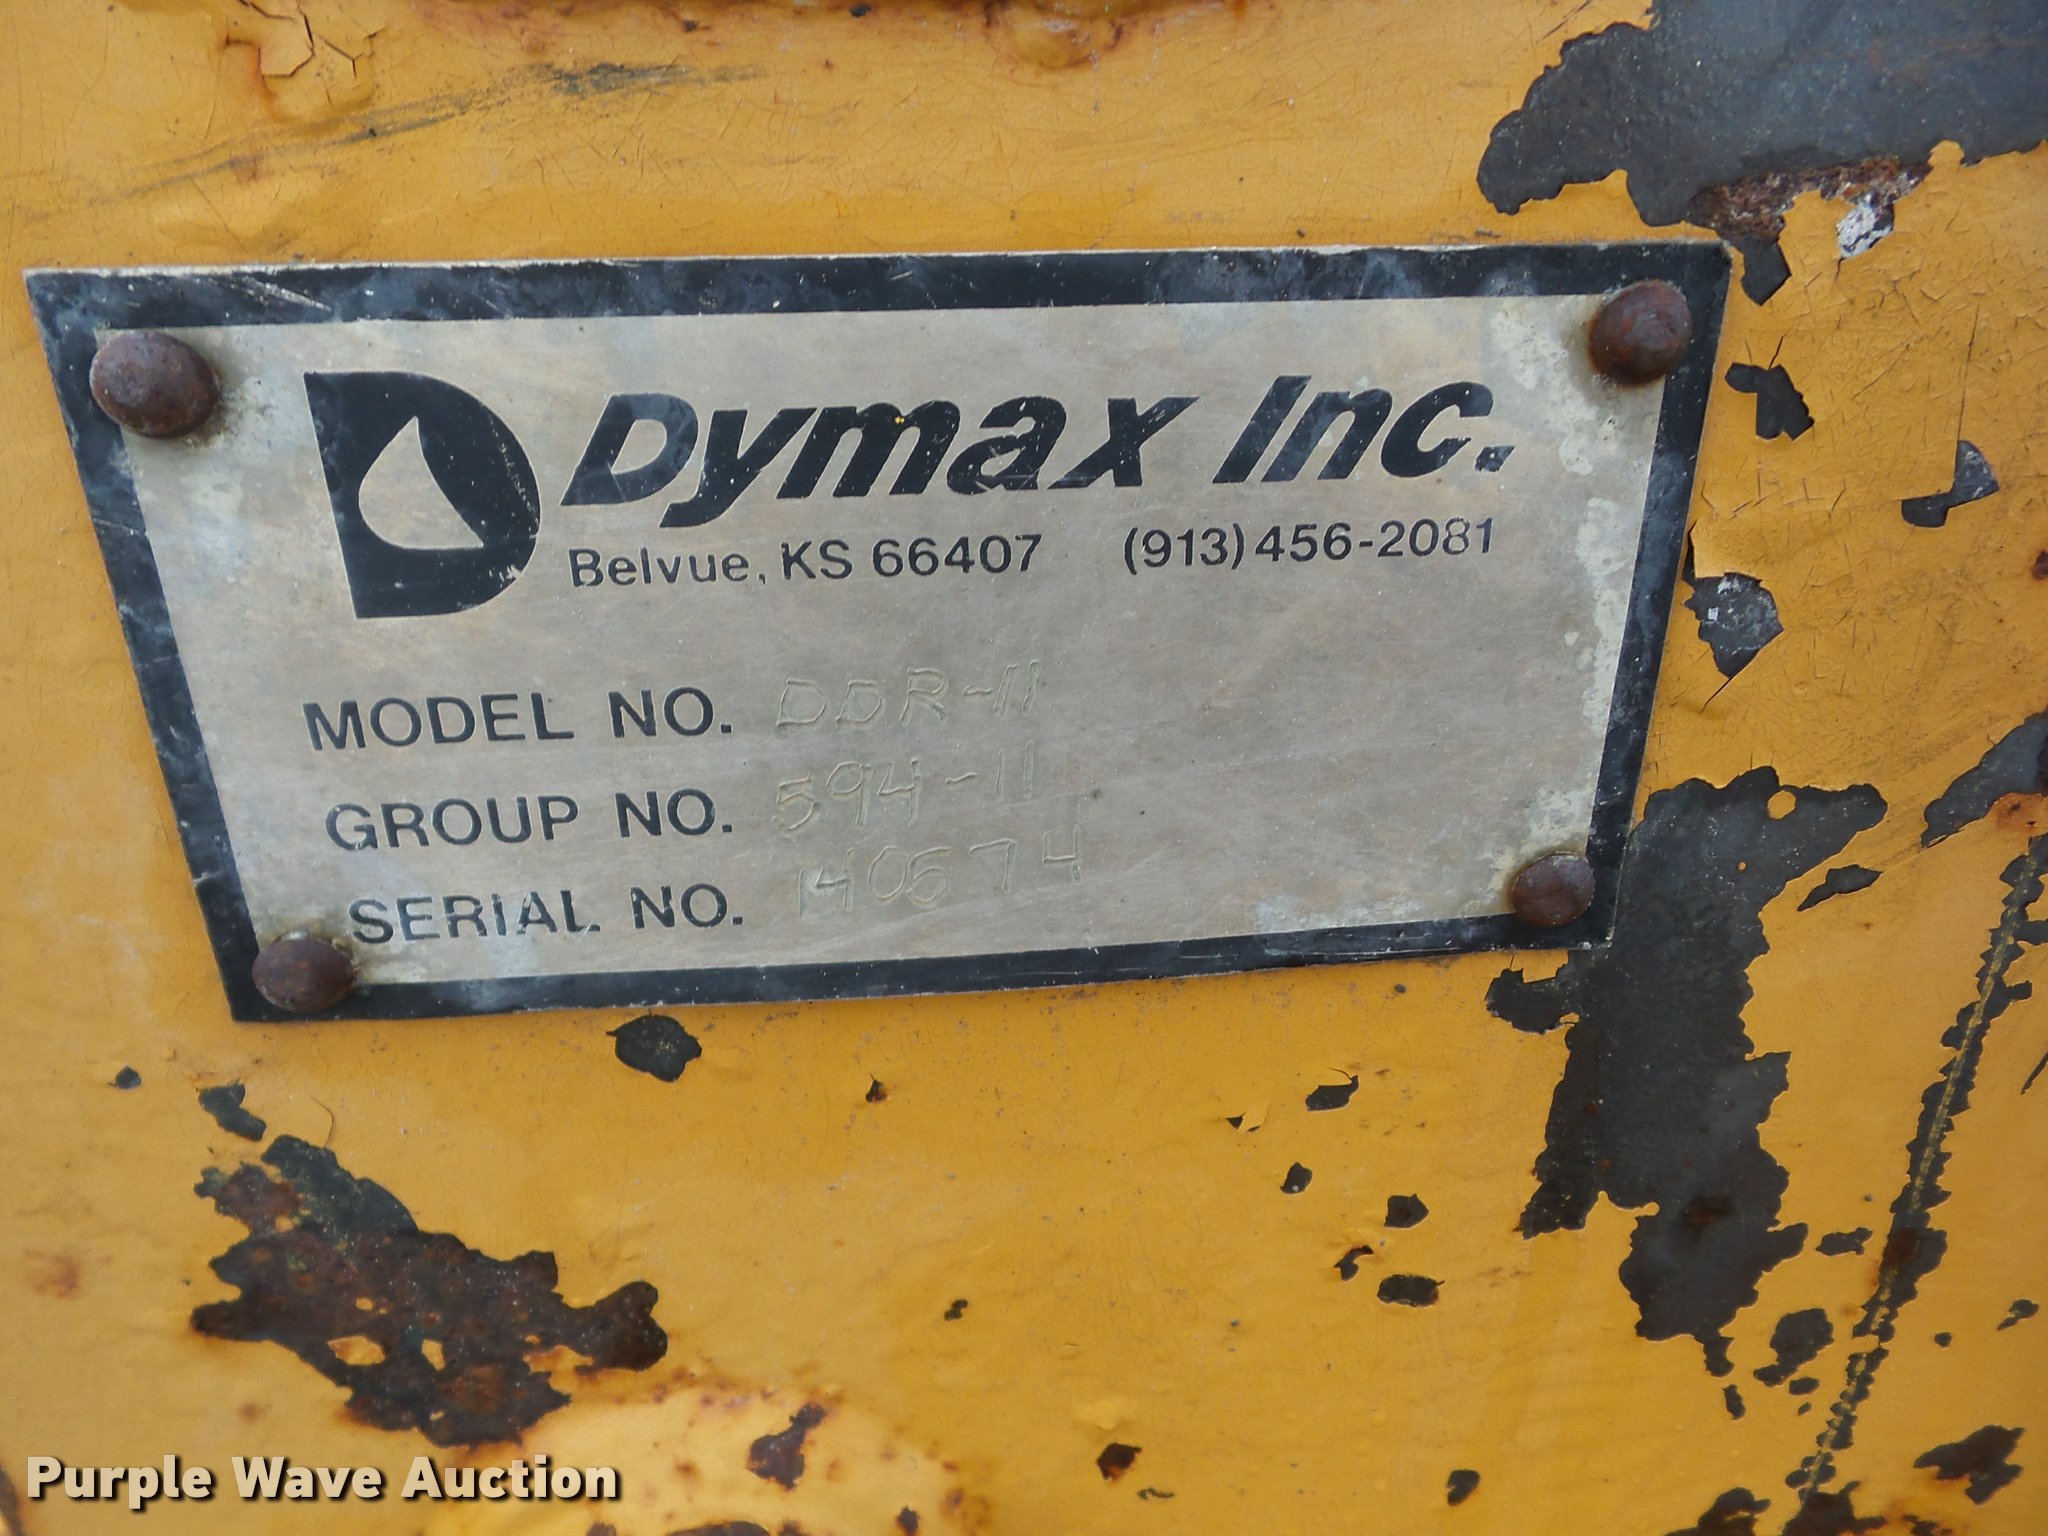 Dymax Inc.
Belvue, KS 66407 (913)456-2081
MODEL NO. DDR-11
GROUP NO. 594-11
SERIAL NO. 140574
Purple Wave Auction